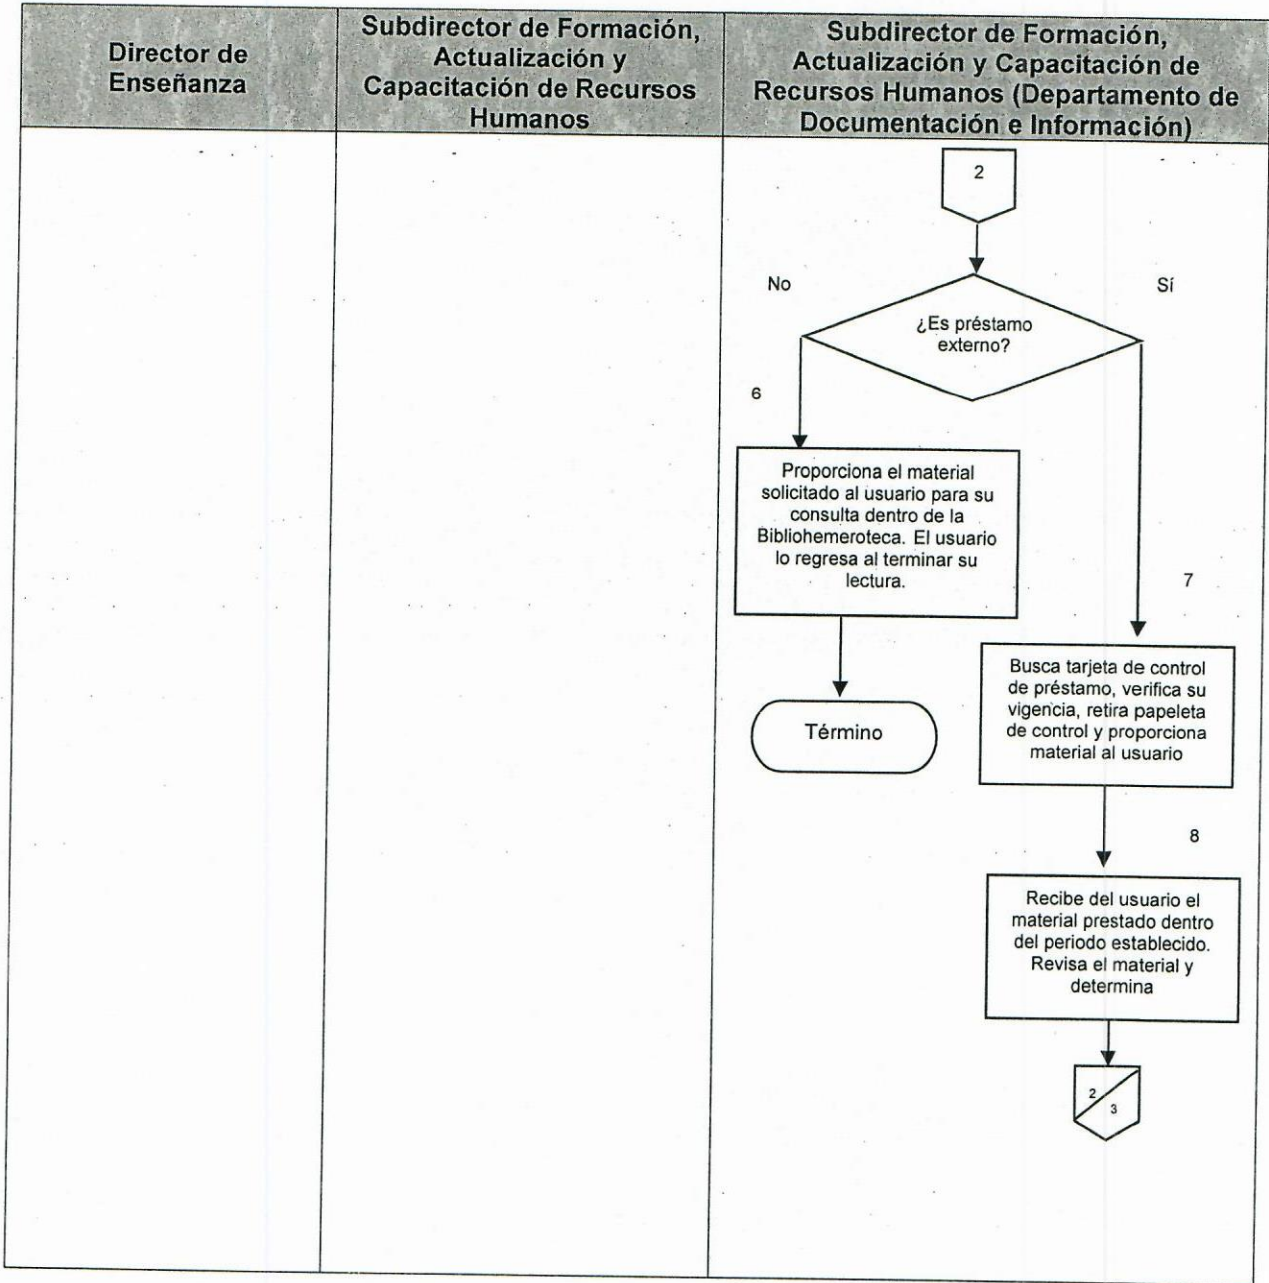 Director de
Enseñanza
Subdirector de Formación,
Actualización y
Capacitación de Recursos
Humanos
Subdirector de Formación,
Actualización y Capacitación de
Recursos Humanos (Departamento de
Documentación e Información)
2
No
Sí
¿Es préstamo
externo?
6
Proporciona el material
solicitado al usuario para su
consulta dentro de la
Bibliohemeroteca. El usuario
lo regresa al terminar su
lectura.
7
Término
Busca tarjeta de control
de préstamo, verifica su
vigencia, retira papeleta
de control y proporciona
material al usuario
8
Recibe del usuario el
material prestado dentro
del periodo establecido.
Revisa el material y
determina
2
3